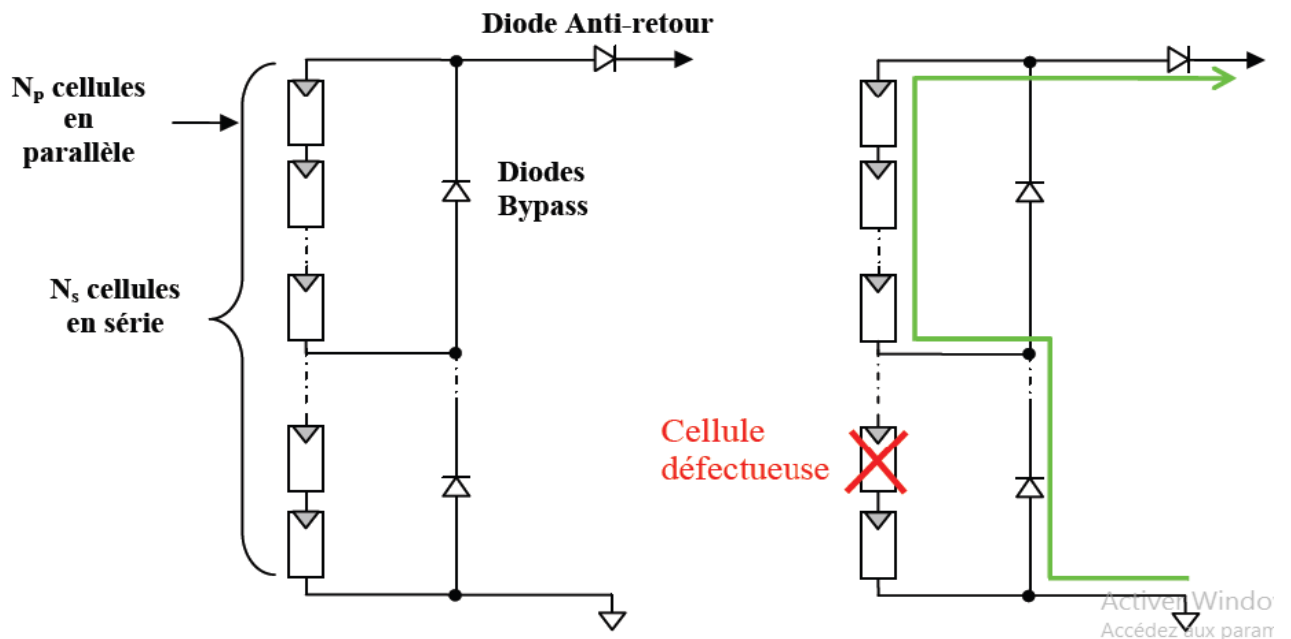 Diode Anti-retour
Np cellules
en
parallèle
Diodes
Bypass
Ns cellules
en série
Cellule
défectueuse
Activer Windo
Accédez aux param